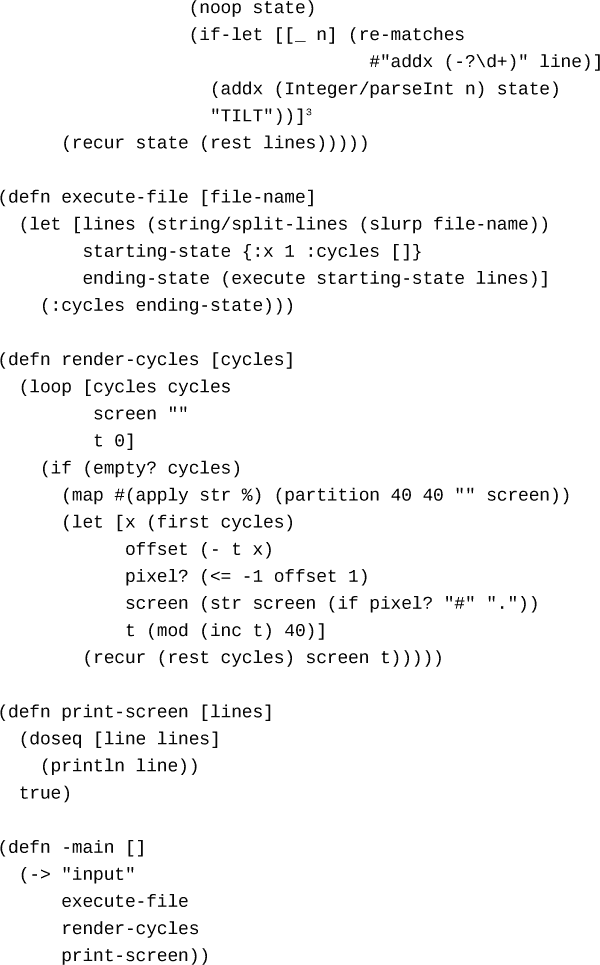 (noop state)
                  (if-let [[_ n] (re-matches
                                   #"addx (-?\d+)" line)]
                    (addx (Integer/parseInt n) state)
                    "TILT"))]³
      (recur state (rest lines)))))

(defn execute-file [file-name]
  (let [lines (string/split-lines (slurp file-name))
        starting-state {:x 1 :cycles []}
        ending-state (execute starting-state lines)]
    (:cycles ending-state)))

(defn render-cycles [cycles]
  (loop [cycles cycles
         screen ""
         t 0]
    (if (empty? cycles)
      (map #(apply str %) (partition 40 40 "" screen))
      (let [x (first cycles)
            offset (- t x)
            pixel? (<= -1 offset 1)
            screen (str screen (if pixel? "#" "."))
            t (mod (inc t) 40)]
        (recur (rest cycles) screen t)))))

(defn print-screen [lines]
  (doseq [line lines]
    (println line))
  true)

(defn -main []
  (-> "input"
      execute-file
      render-cycles
      print-screen))